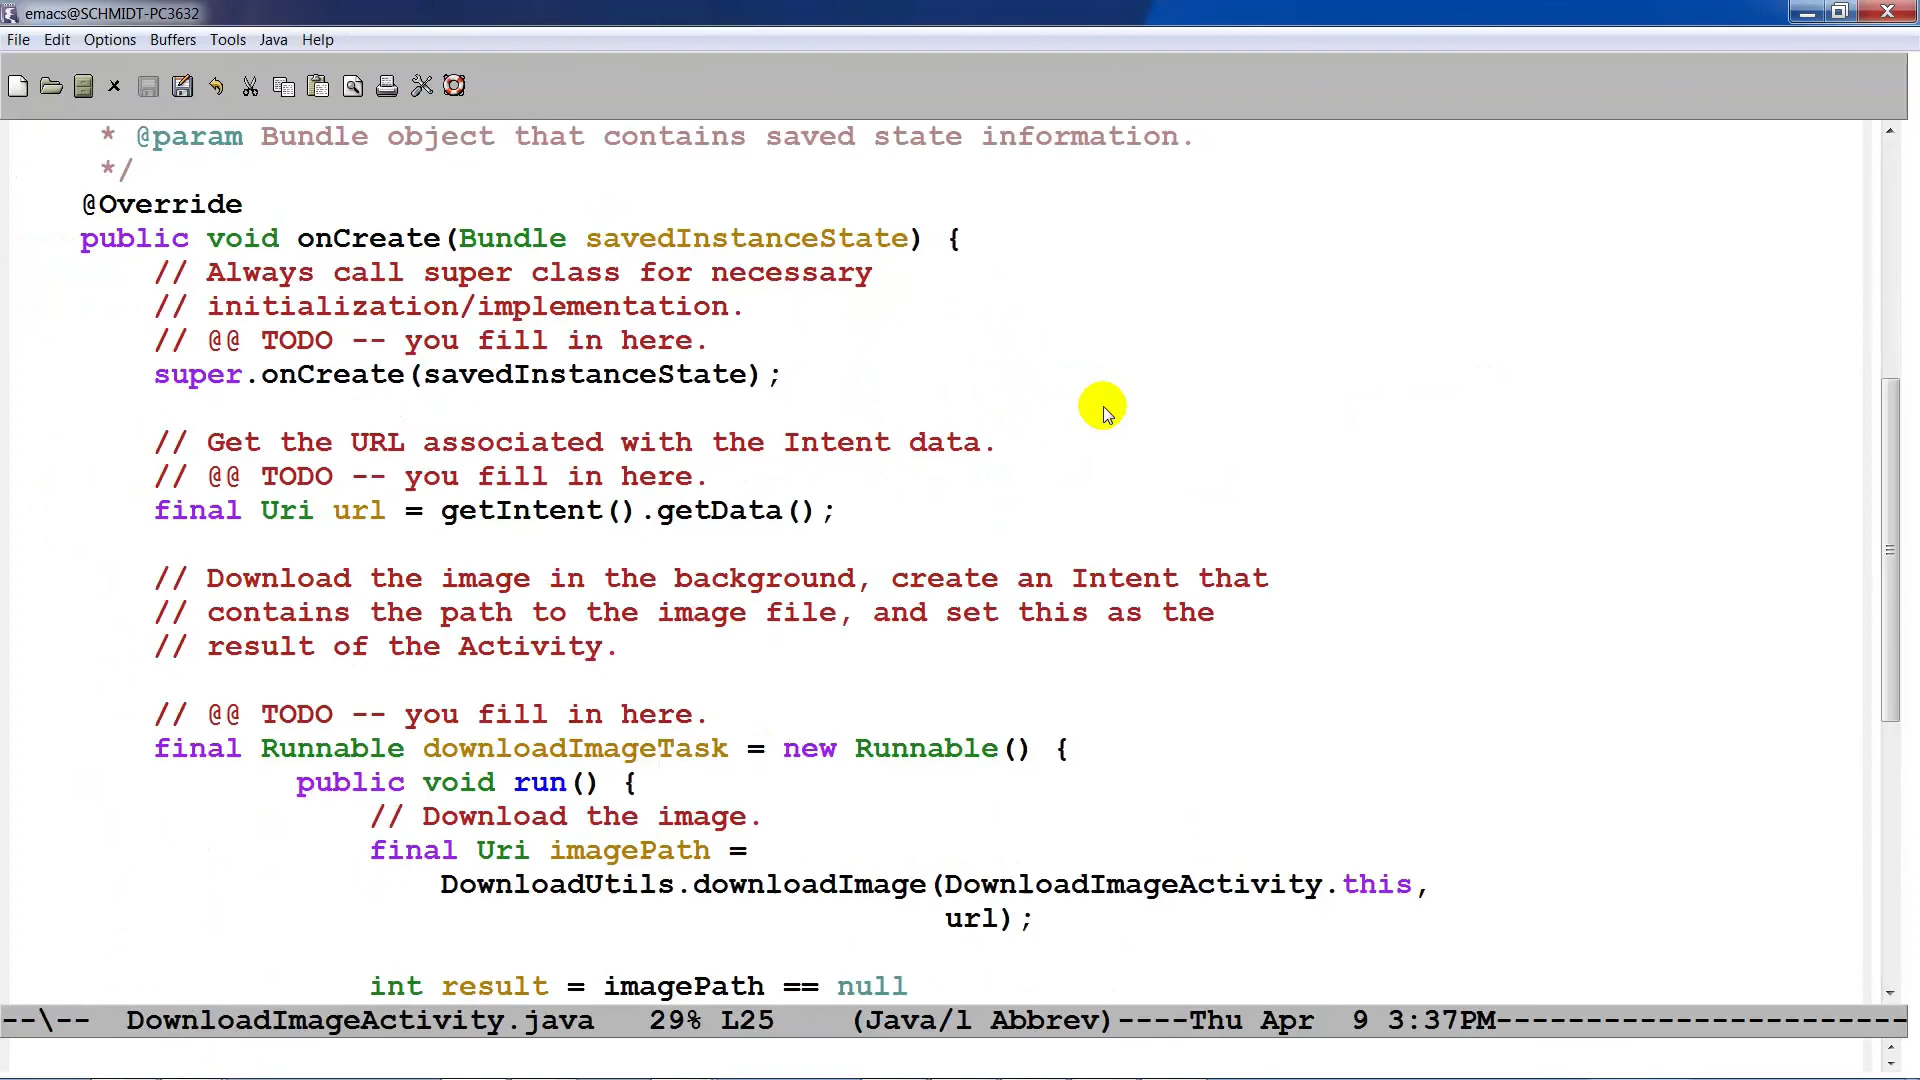 emacs@SCHMIDT-PC3632
File Edit Options Buffers Tools Java Help
* @param Bundle object that contains saved state information.
*/
@Override
public void onCreate(Bundle savedInstanceState) {
// Always call super class for necessary
// initialization/implementation.
// @@ TODO -- you fill in here.
super.onCreate(savedInstanceState);
// Get the URL associated with the Intent data.
// @@ TODO -- you fill in here.
final Uri url = getIntent().getData();
// Download the image in the background, create an Intent that
// contains the path to the image file, and set this as the
// result of the Activity.
// @@ TODO -- you fill in here.
final Runnable downloadImageTask = new Runnable() {
public void run() {
// Download the image.
final Uri imagePath =
DownloadUtils.downloadImage(DownloadImageActivity.this,
url);
int result = imagePath == null
--\-- DownloadImageActivity.java 29% L25 (Java/l Abbrev)----Thu Apr 9 3:37PM-----------------------